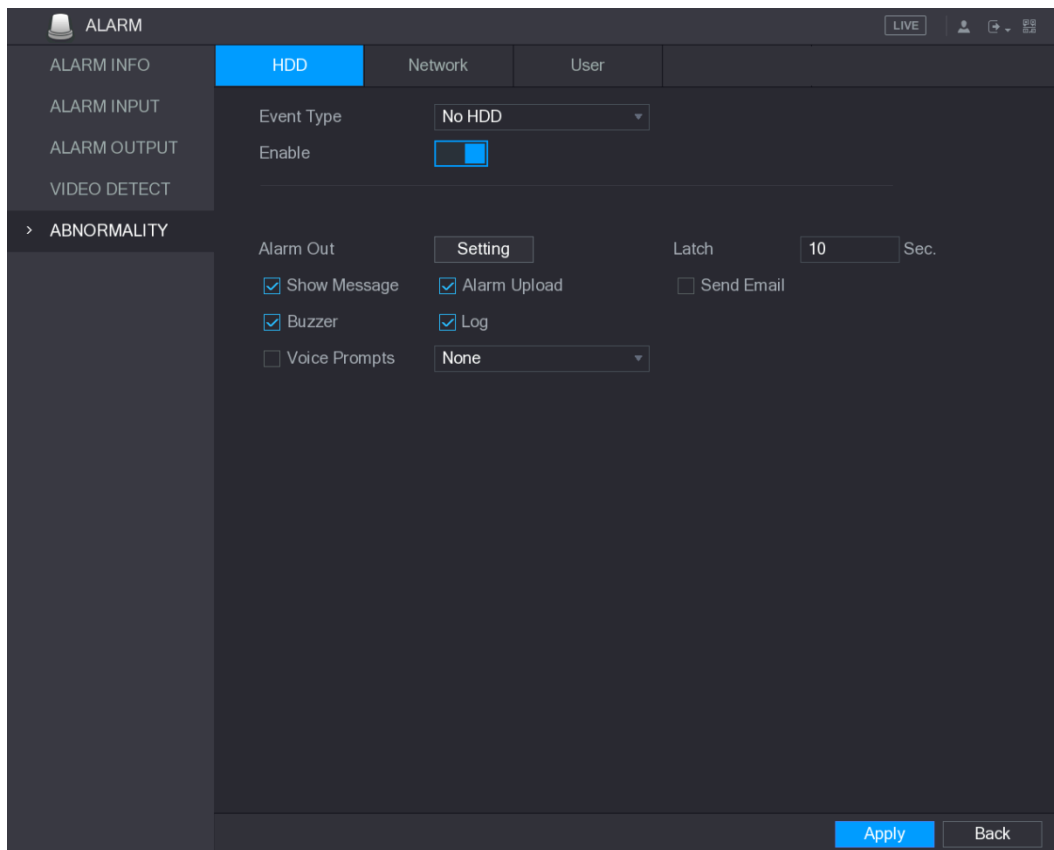 ALARM
LIVE
ALARM INFO
HDD Network User
ALARM INPUT
Event Type No HDD
ALARM OUTPUT
Enable
VIDEO DETECT
> ABNORMALITY
Alarm Out Setting Latch 10 Sec.
Show Message Alarm Upload Send Email
Buzzer Log
Voice Prompts None
Apply Back